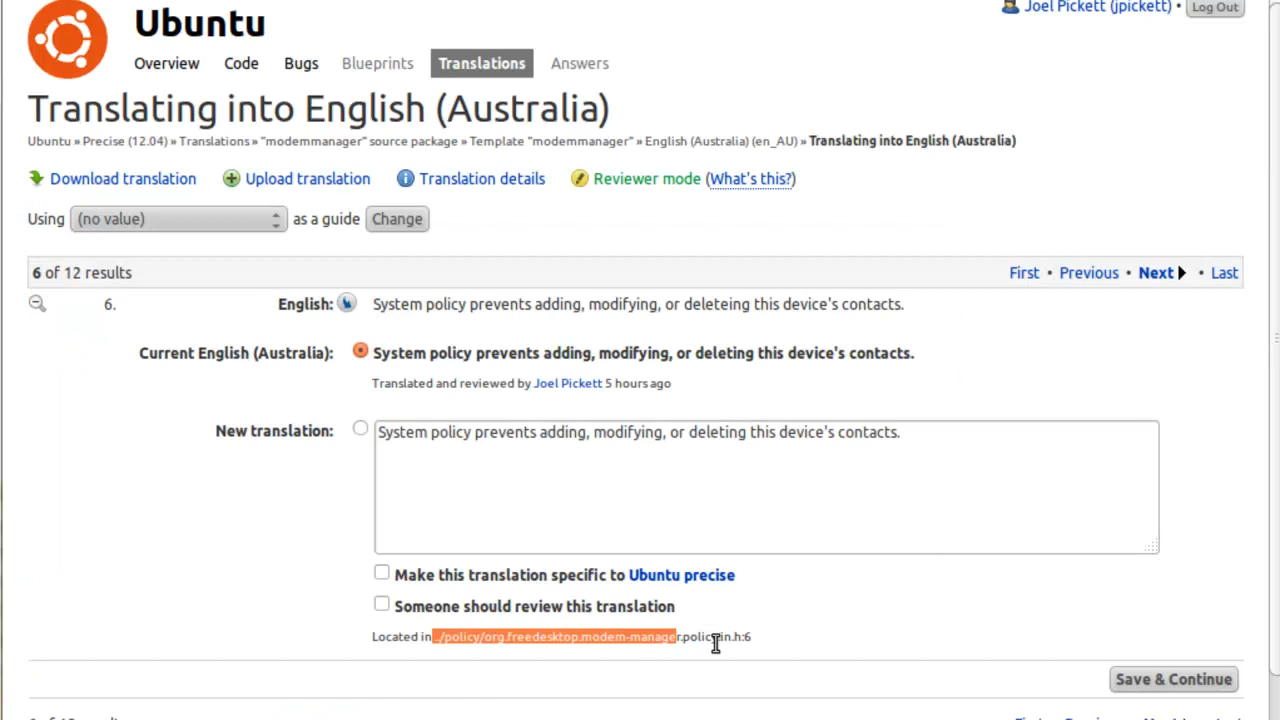 Joel Pickett (jpickett) • Log Out
Ubuntu
Overview Code Bugs Blueprints Translations Answers
Translating into English (Australia)
Ubuntu » Precise (12.04) » Translations » "modemmanager" source package » Template "modemmanager" » English (Australia) (en_AU) » Translating into English (Australia)
Download translation Upload translation Translation details Reviewer mode (What's this?)
Using (no value) as a guide Change
6 of 12 results First • Previous • Next • Last
6. English: System policy prevents adding, modifying, or deleteing this device's contacts.
Current English (Australia): System policy prevents adding, modifying, or deleting this device's contacts.
Translated and reviewed by Joel Pickett 5 hours ago
New translation: System policy prevents adding, modifying, or deleting this device's contacts.
Make this translation specific to Ubuntu precise
Someone should review this translation
Located in ../policy/org.freedesktop.modem-manager.policy.in.h:6
Save & Continue